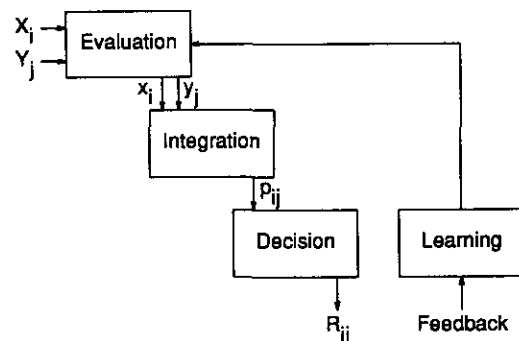 X_i
Evaluation
Y_j
x_i y_j
Integration
p_ij
Decision
Learning
R_ij
Feedback